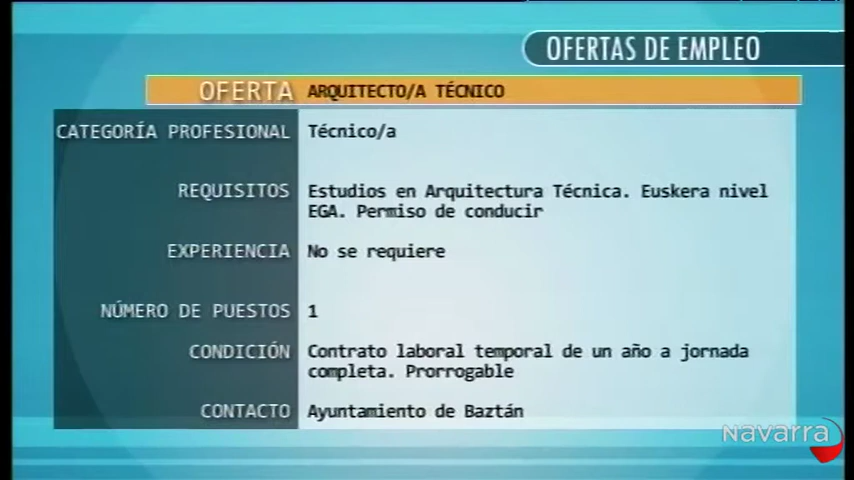 OFERTAS DE EMPLEO
OFERTA ARQUITECTO/A TÉCNICO
CATEGORÍA PROFESIONAL Técnico/a
REQUISITOS Estudios en Arquitectura Técnica. Euskera nivel
EGA. Permiso de conducir
EXPERIENCIA No se requiere
NÚMERO DE PUESTOS 1
CONDICIÓN Contrato laboral temporal de un año a jornada
completa. Prorrogable
CONTACTO Ayuntamiento de Baztán
Navarra